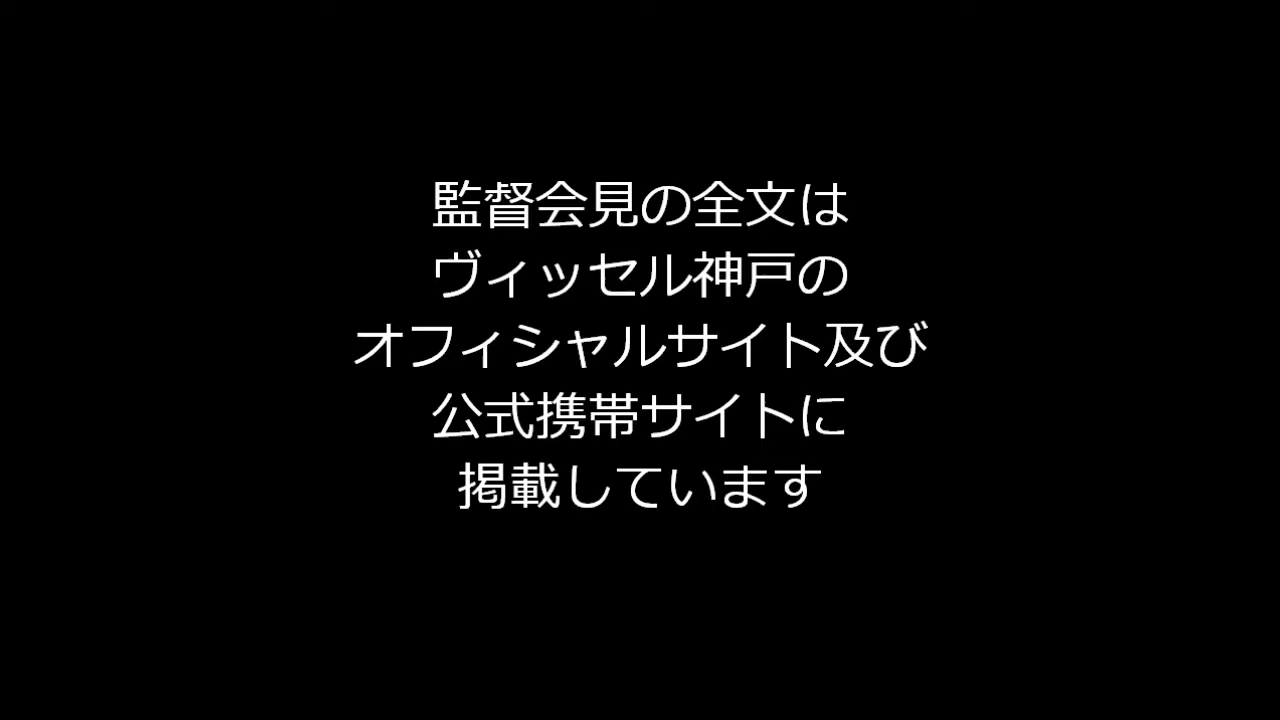 監督会見の全文は
ヴィッセル神戸の
オフィシャルサイト及び
公式携帯サイトに
掲載しています